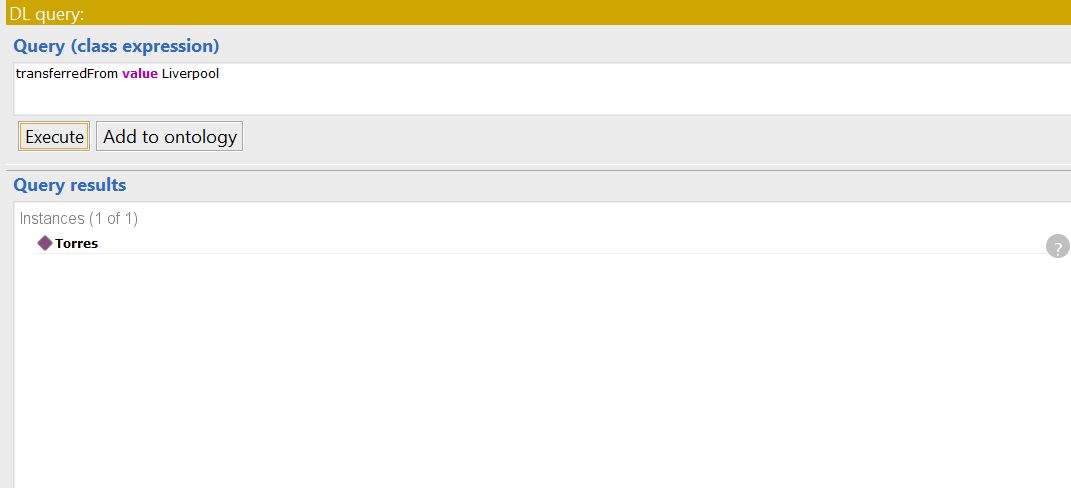 DL query:
Query (class expression)
transferredFrom value Liverpool
Execute Add to ontology
Query results
Instances (1 of 1)
Torres
?